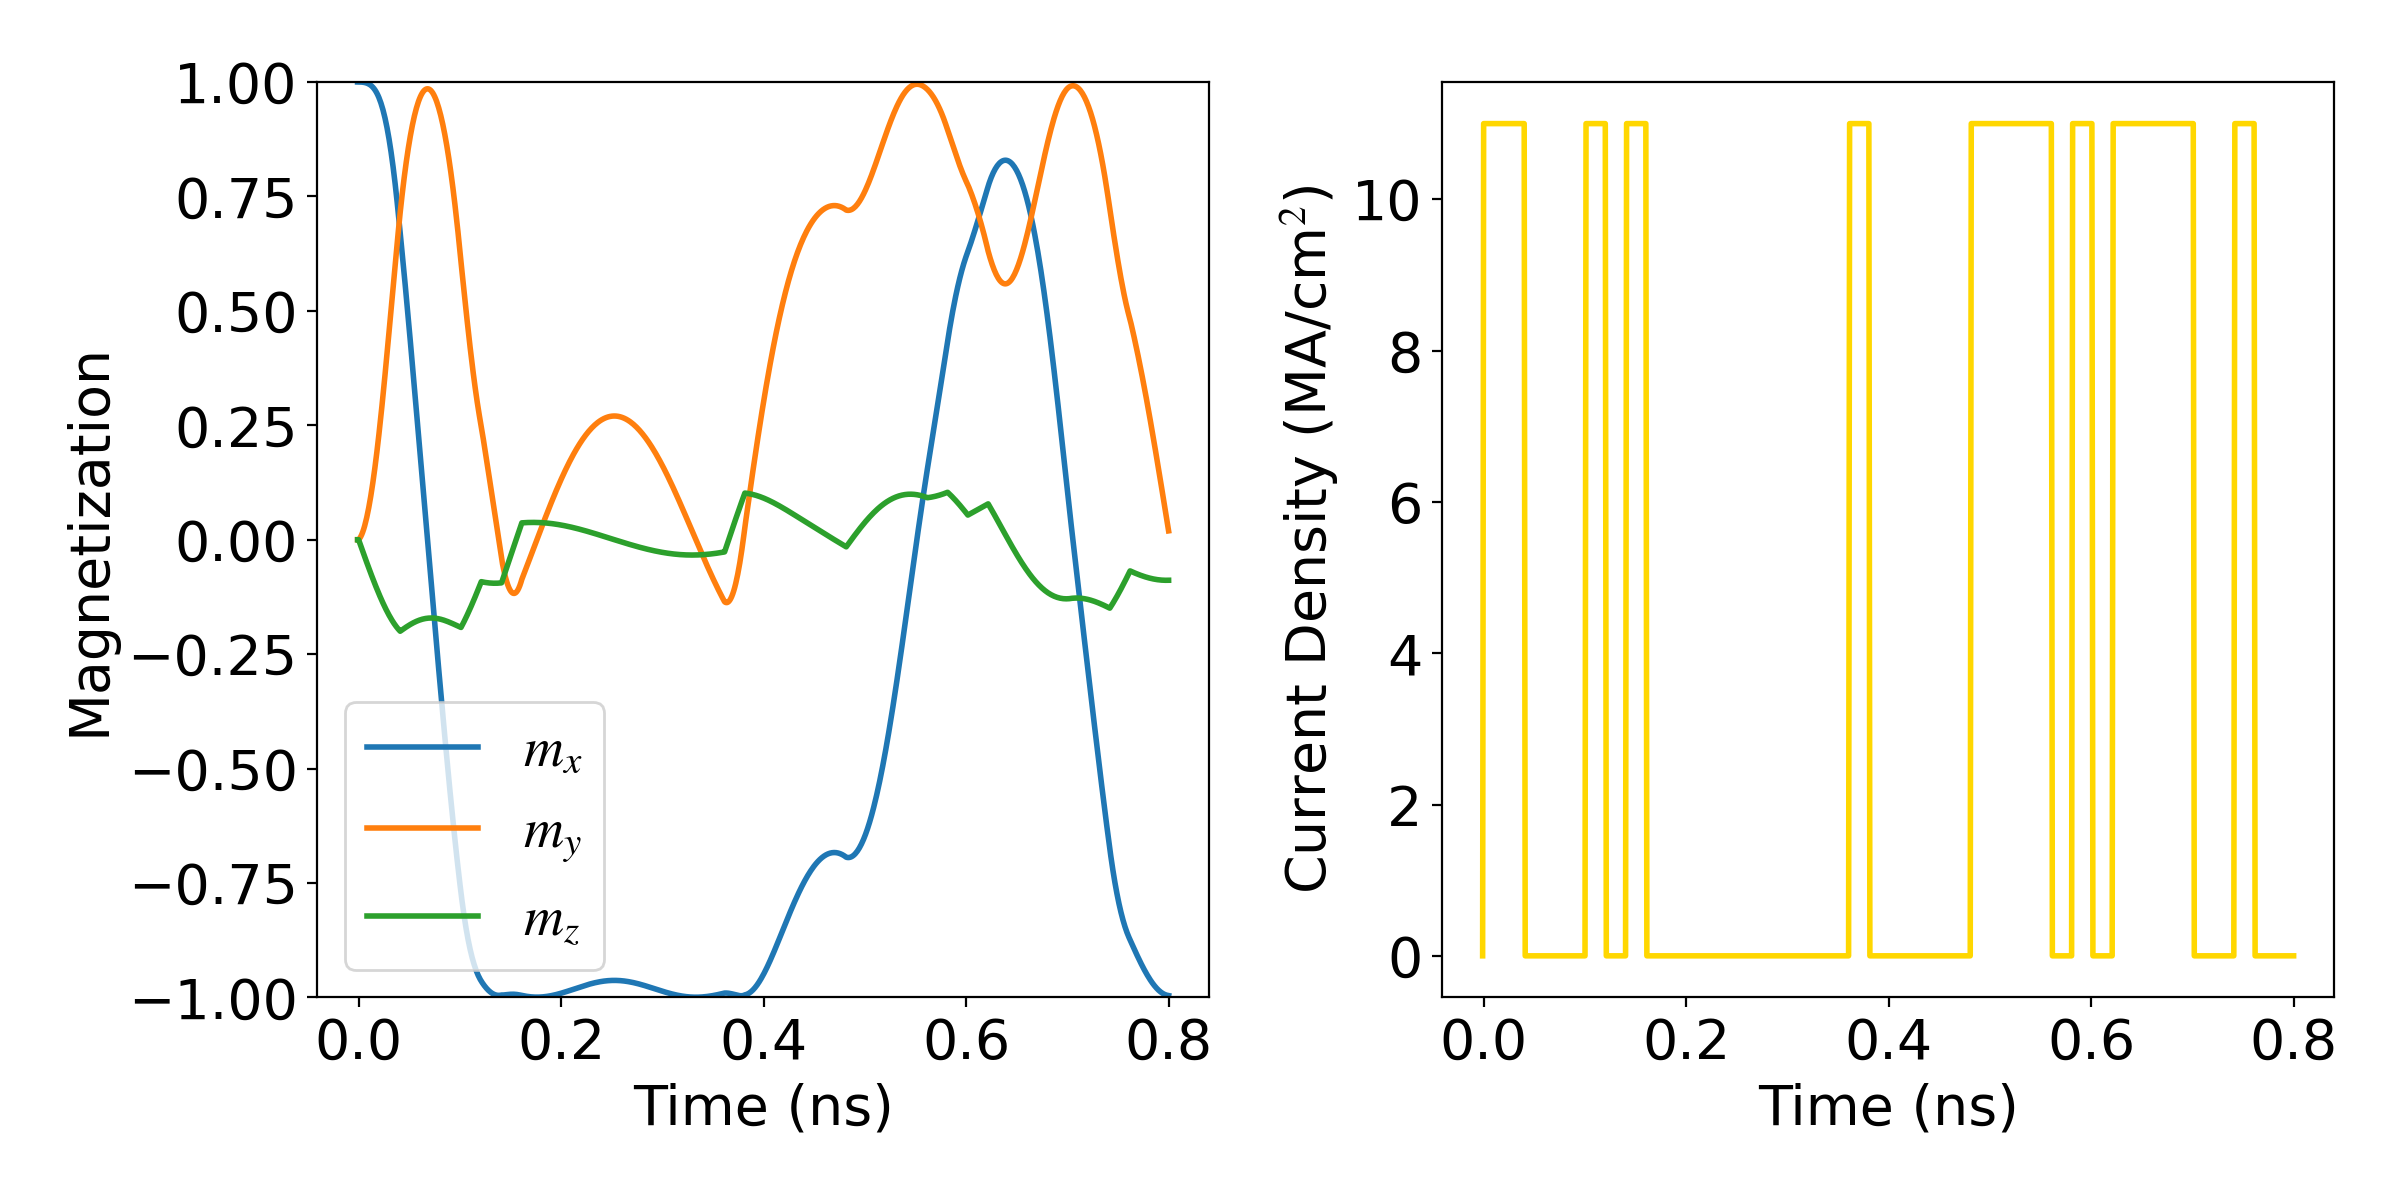 Magnetization
1.00
0.75
0.50
0.25
0.00
−0.25
−0.50
−0.75
−1.00
m_x
m_y
m_z
0.0 0.2 0.4 0.6 0.8
Time (ns)
Current Density (MA/cm²)
10
8
6
4
2
0
0.0 0.2 0.4 0.6 0.8
Time (ns)